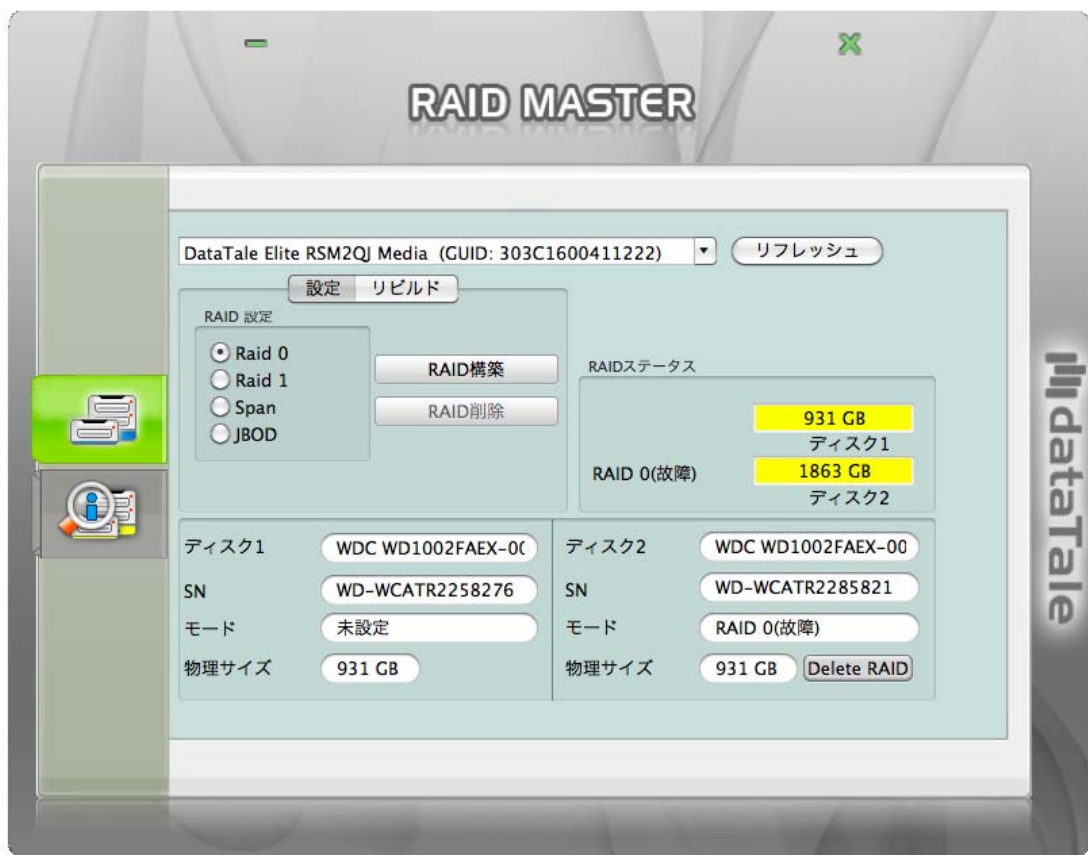 RAID MASTER
DataTale Elite RSM2QJ Media (GUID: 303C1600411222)
リフレッシュ
設定 リビルド
RAID 設定
Raid 0
Raid 1
Span
JBOD
RAID構築
RAID削除
RAIDステータス
931 GB
ディスク1
RAID 0(故障)
1863 GB
ディスク2
ディスク1
WDC WD1002FAEX-00
SN
WD-WCATR2258276
モード
未設定
物理サイズ
931 GB
ディスク2
WDC WD1002FAEX-00
SN
WD-WCATR2285821
モード
RAID 0(故障)
物理サイズ
931 GB
Delete RAID
dataTale